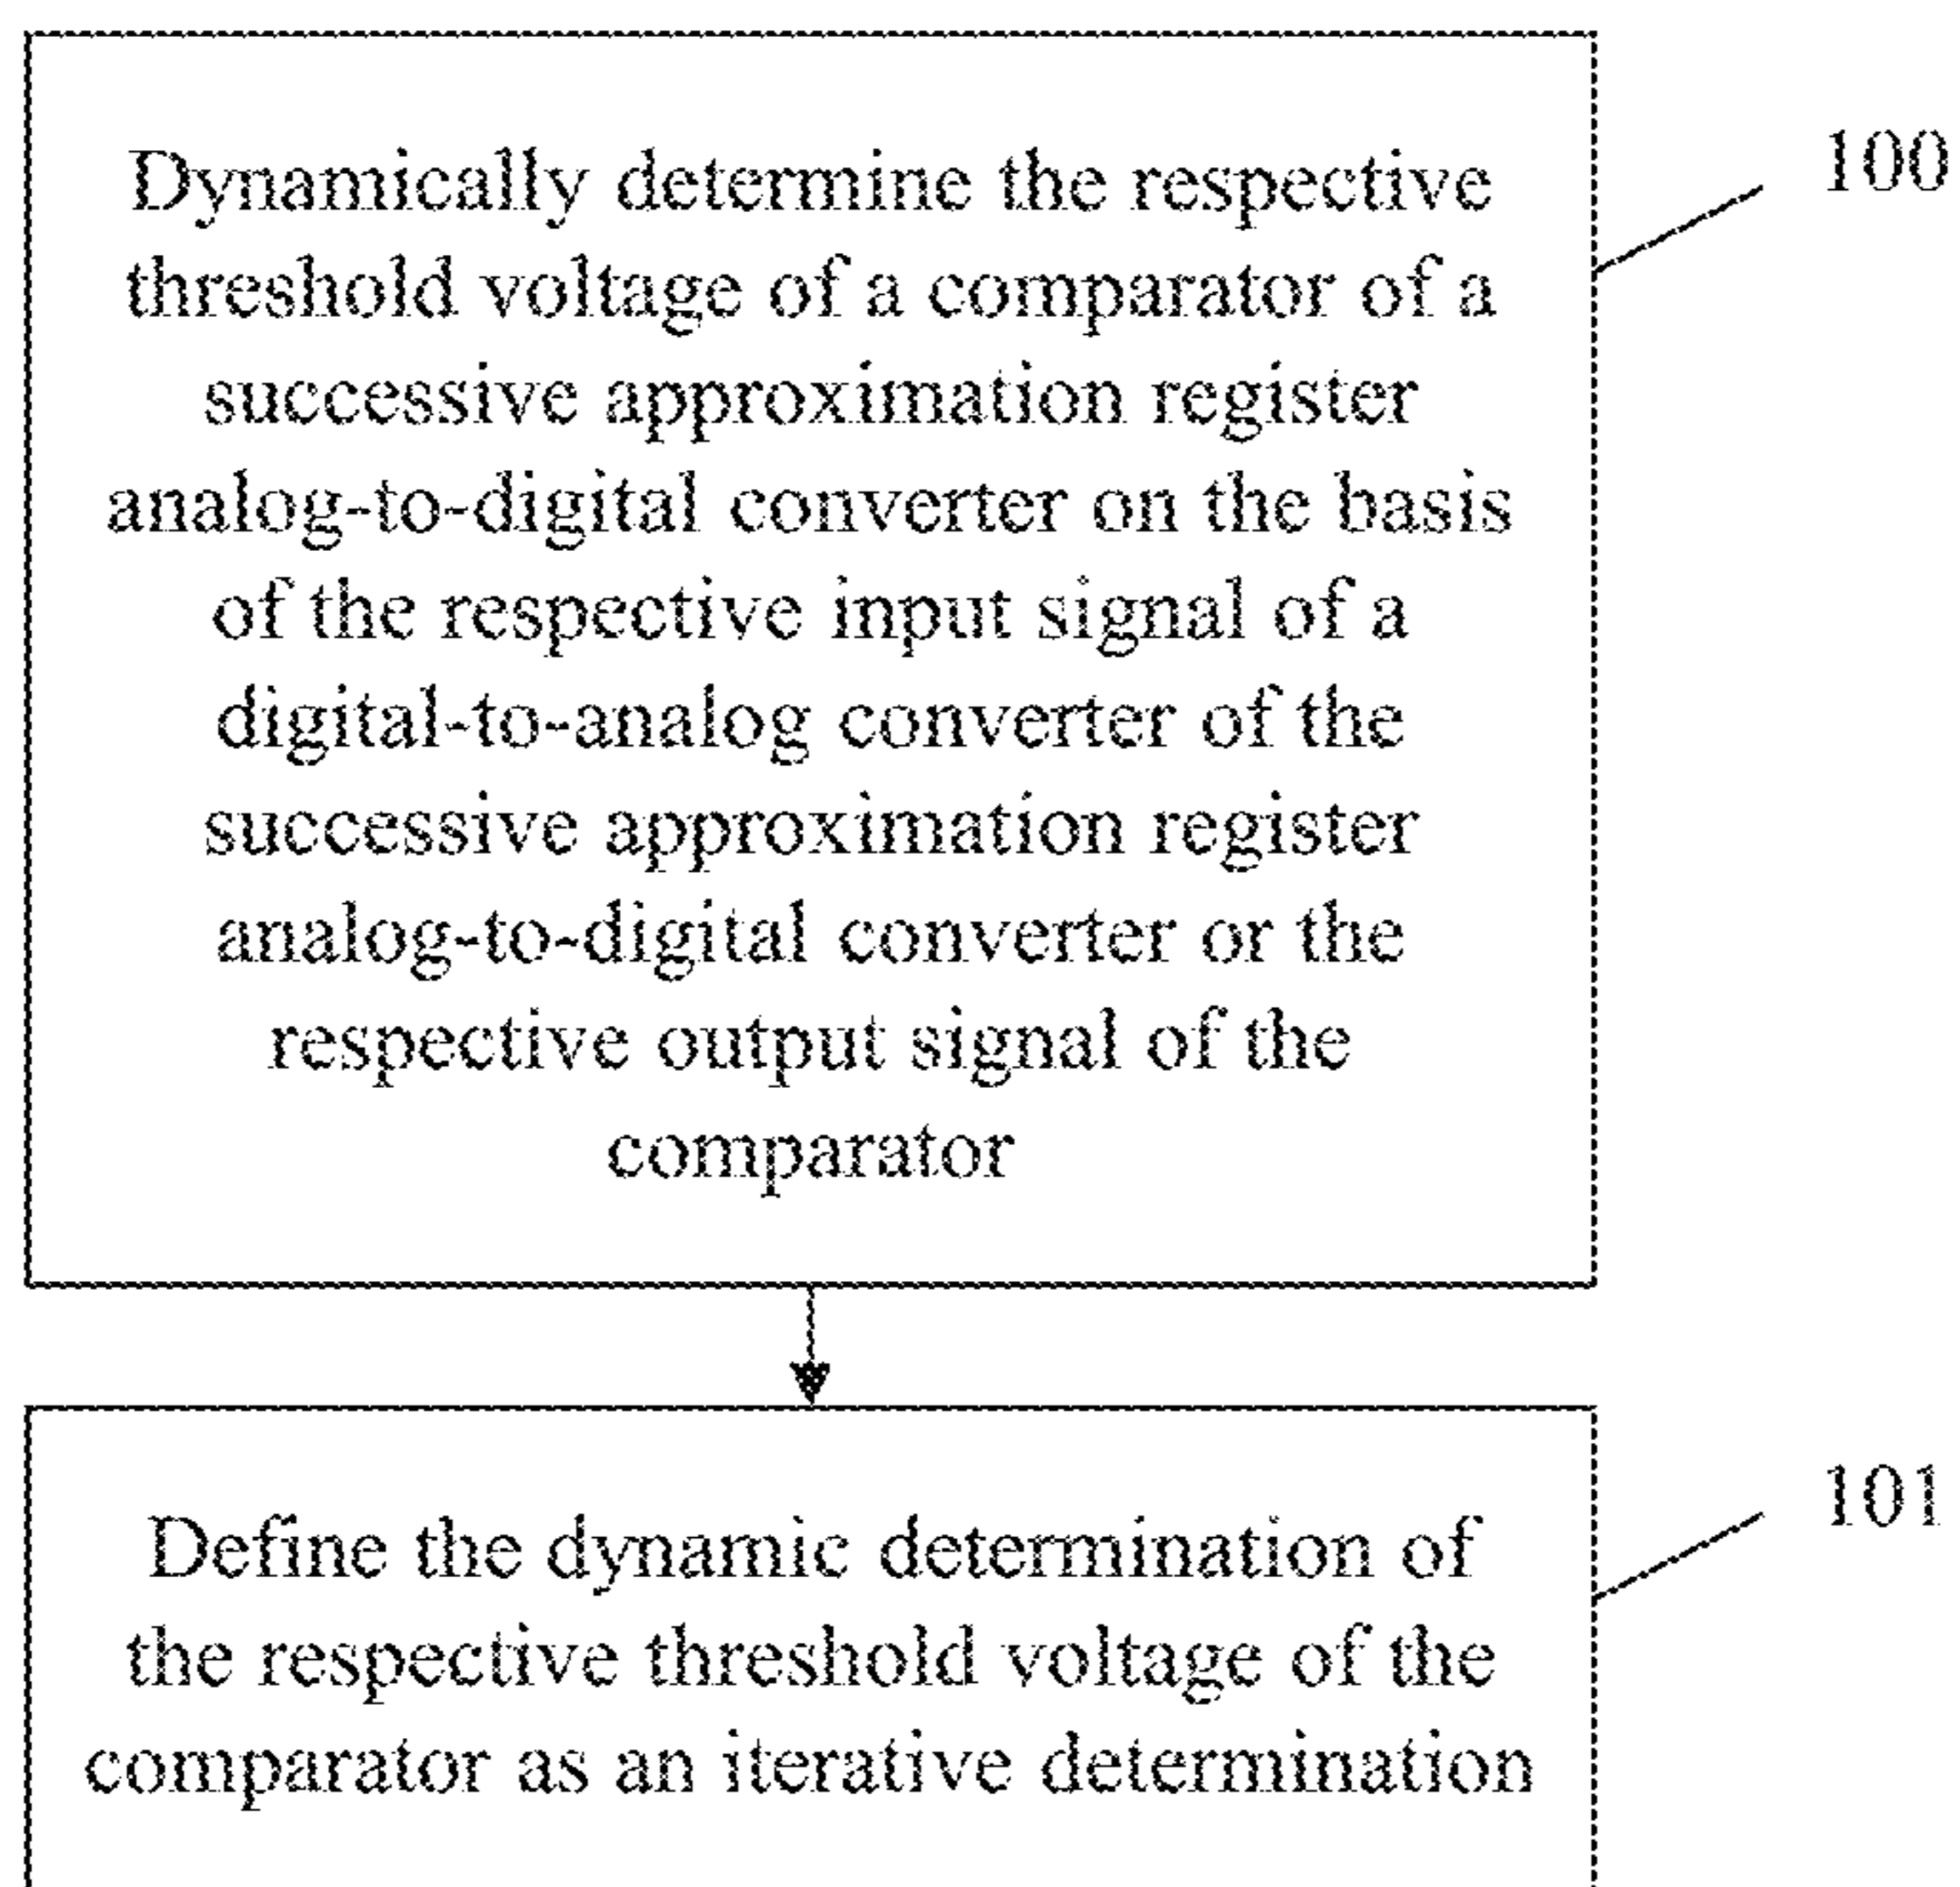 Dynamically determine the respective
threshold voltage of a comparator of a
successive approximation register
analog-to-digital converter on the basis
of the respective input signal of a
digital-to-analog converter of the
successive approximation register
analog-to-digital converter or the
respective output signal of the
comparator
100
Define the dynamic determination of
the respective threshold voltage of the
comparator as an iterative determination
101